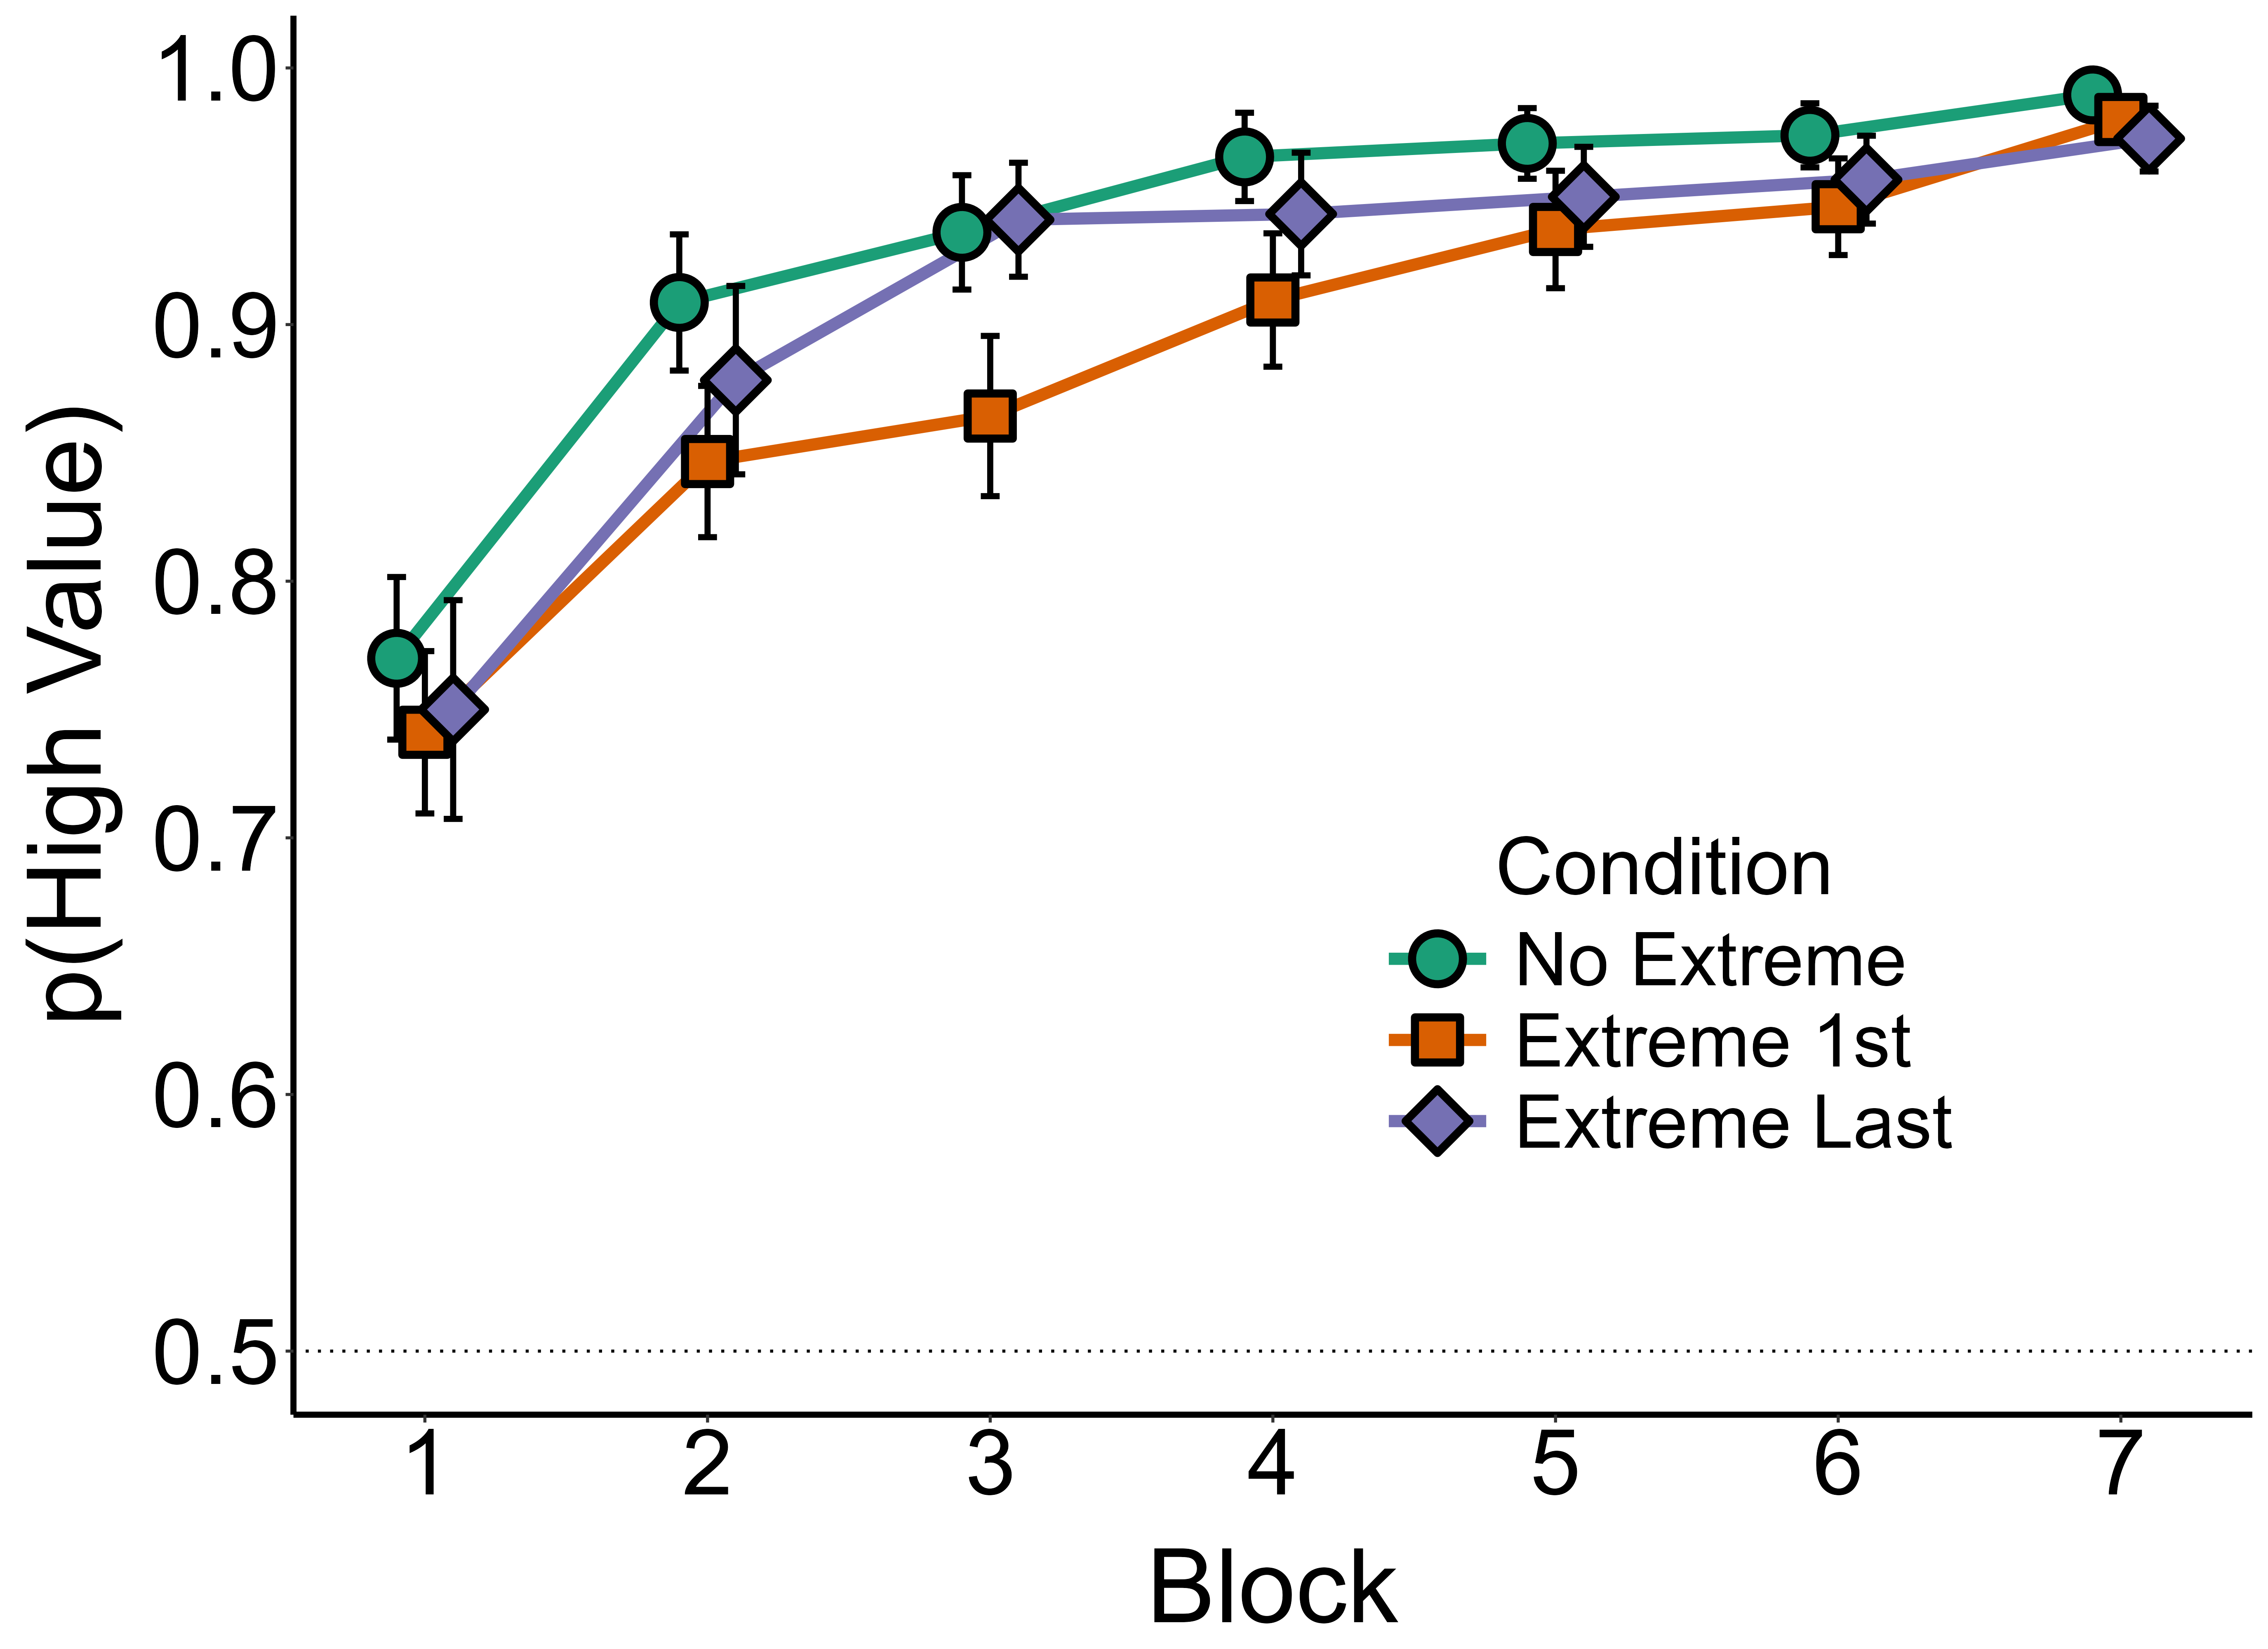 p(High Value)
1.0
0.9
0.8
0.7
0.6
0.5
Condition
No Extreme
Extreme 1st
Extreme Last
1 2 3 4 5 6 7
Block